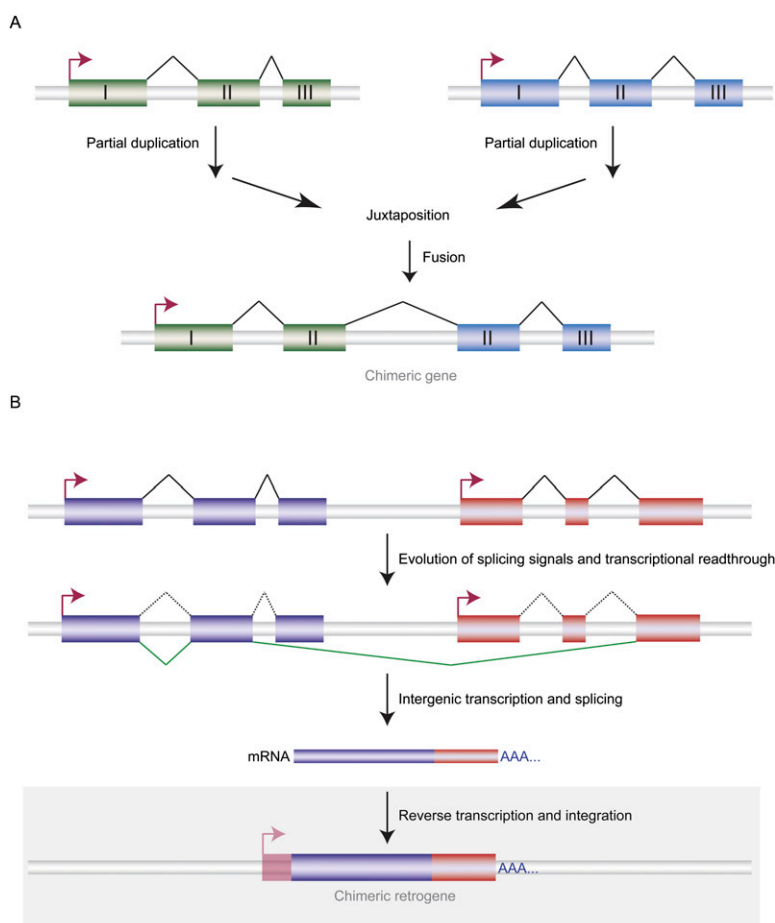 A
I II III
I II III
Partial duplication
Partial duplication
Juxtaposition
Fusion
I II II III
Chimeric gene
B
Evolution of splicing signals and transcriptional readthrough
Intergenic transcription and splicing
mRNA AAA...
Reverse transcription and integration
AAA...
Chimeric retrogene